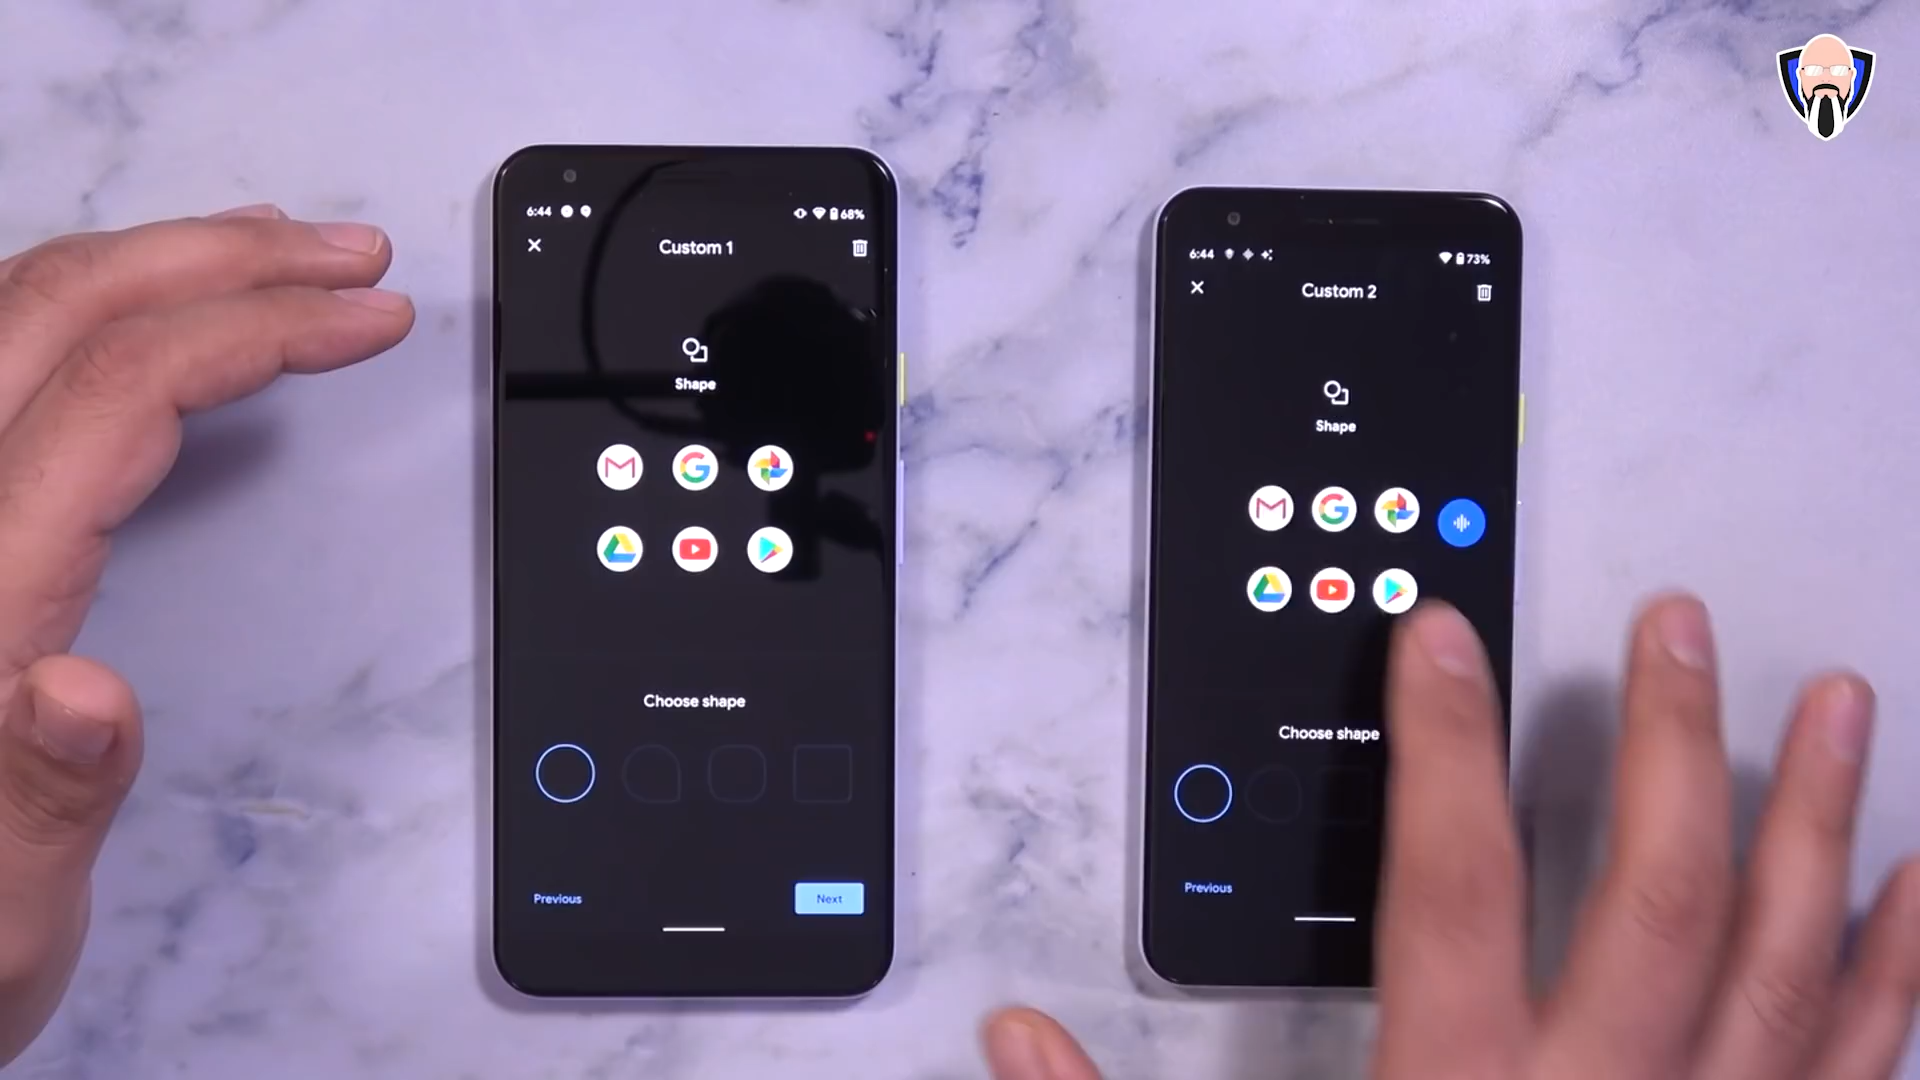 6:44
68%
Custom 1
Shape
Choose shape
Previous
Next
6:44
73%
Custom 2
Shape
Choose shape
Previous